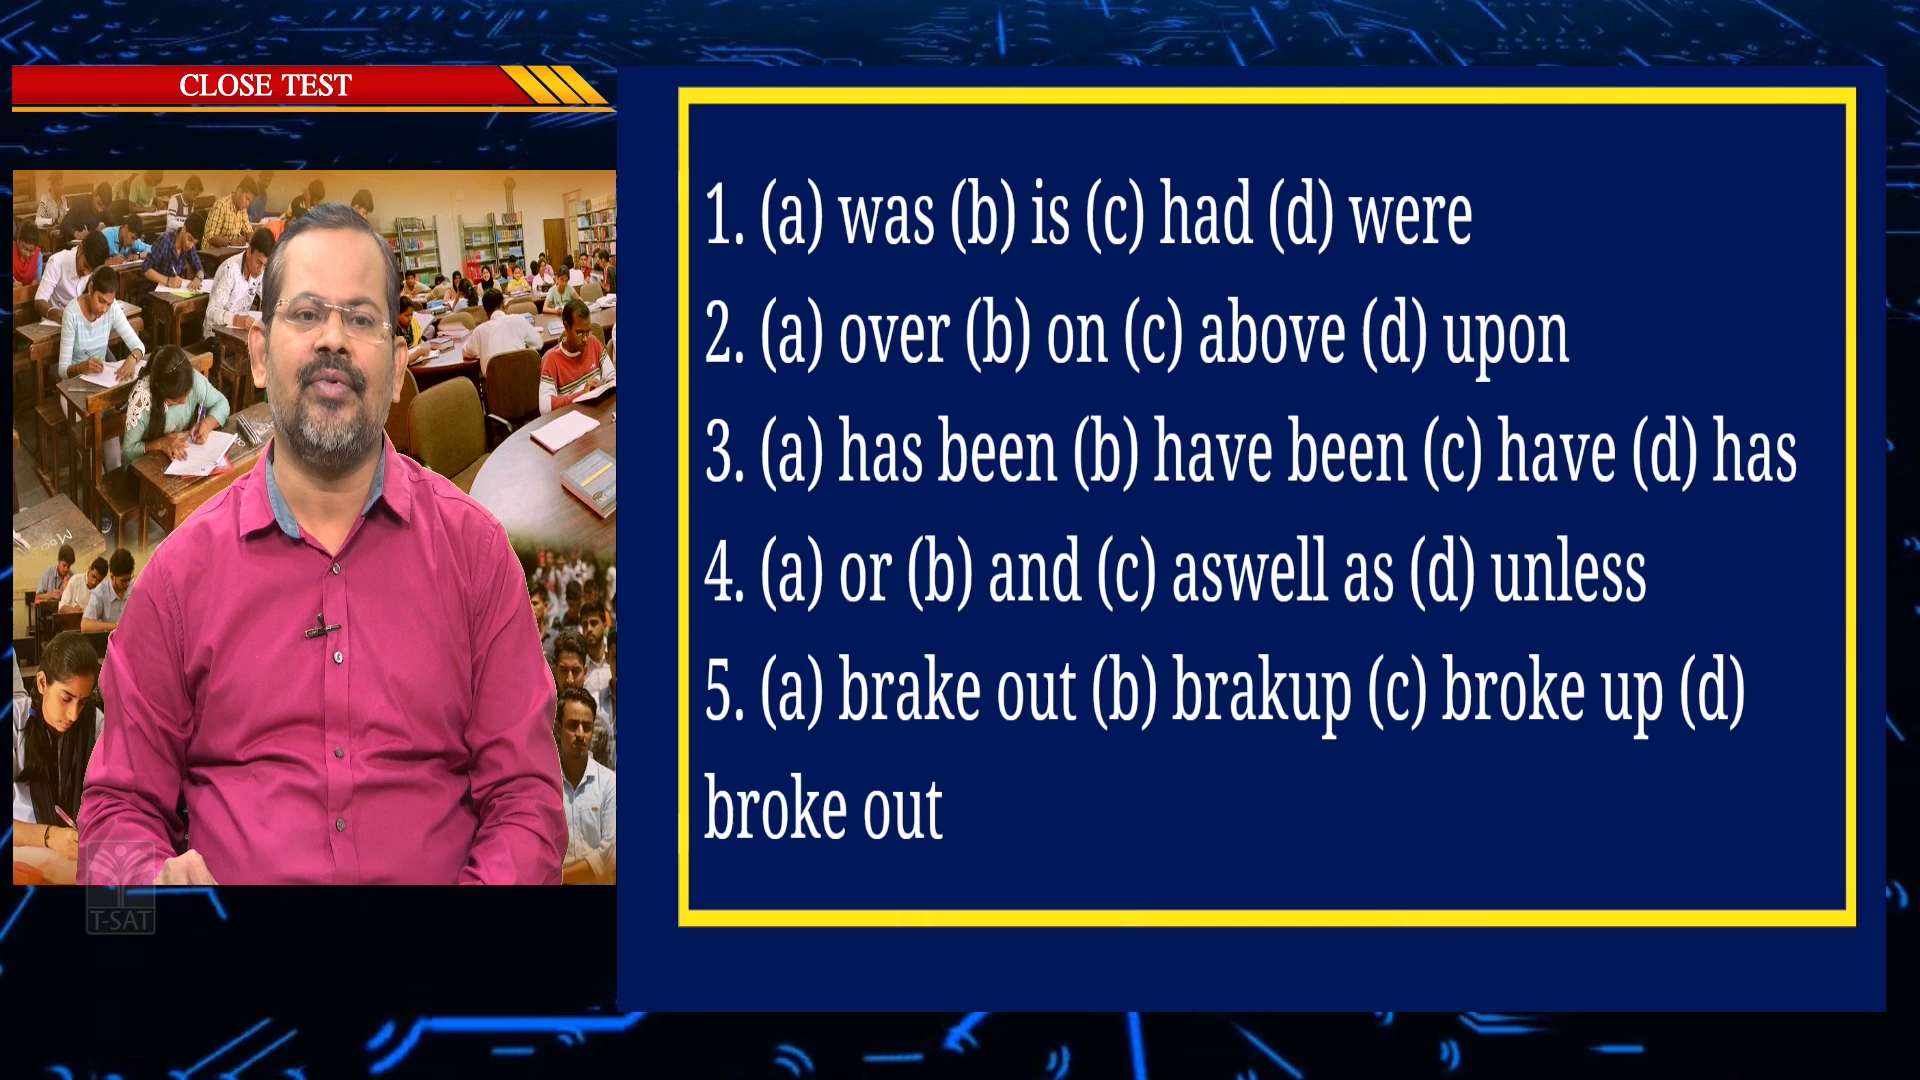 CLOSE TEST
1. (a) was (b) is (c) had (d) were
2. (a) over (b) on (c) above (d) upon
3. (a) has been (b) have been (c) have (d) has
4. (a) or (b) and (c) aswell as (d) unless
5. (a) brake out (b) brakup (c) broke up (d)
broke out
T-SAT